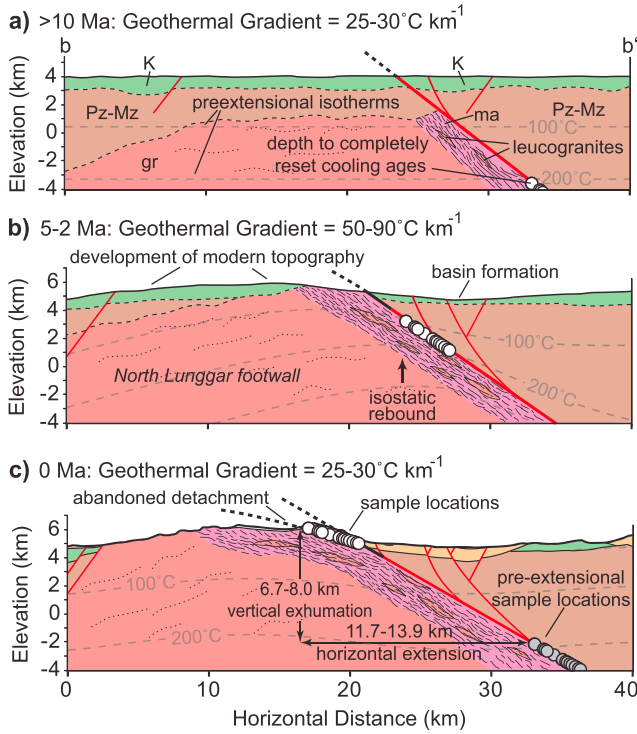 a) >10 Ma: Geothermal Gradient = 25-30˚C km-1
b
b'
K
K
Elevation (km)
4
2
0
-2
-4
Pz-Mz
preextensional isotherms
ma
Pz-Mz
100˚C
depth to completely
reset cooling ages
leucogranites
gr
200˚C
b) 5-2 Ma: Geothermal Gradient = 50-90˚C km-1
development of modern topography
basin formation
Elevation (km)
6
4
2
0
-2
-4
100˚C
200˚C
North Lunggar footwall
isostatic
rebound
c) 0 Ma: Geothermal Gradient = 25-30˚C km-1
abandoned detachment
sample locations
Elevation (km)
6
4
2
0
-2
-4
100˚C
6.7-8.0 km
vertical exhumation
pre-extensional
sample locations
200˚C
11.7-13.9 km
horizontal extension
0
10
20
30
40
Horizontal Distance (km)